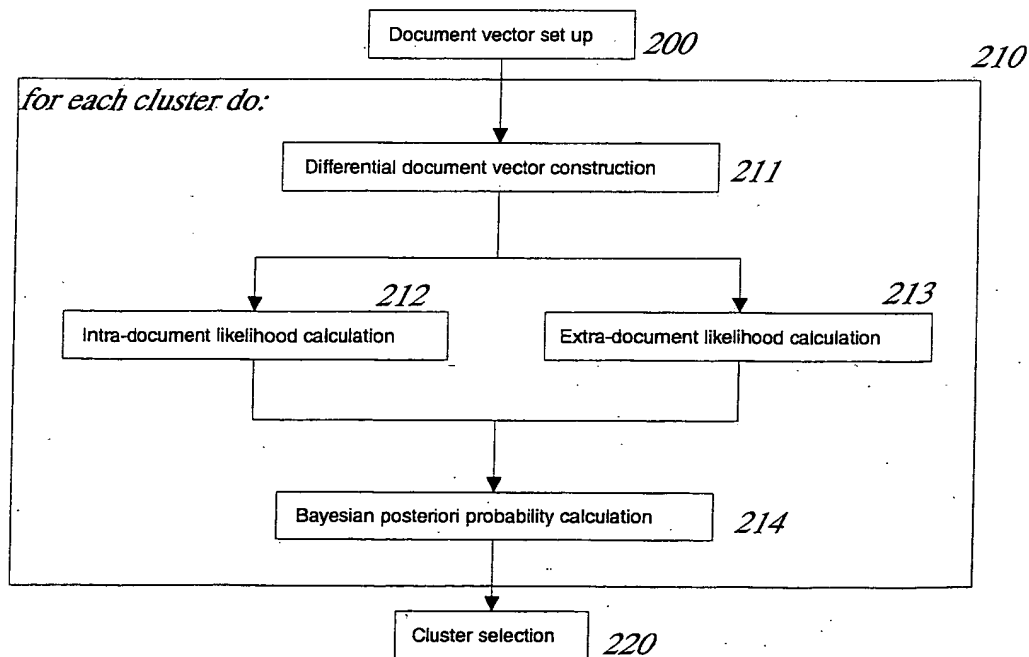 Document vector set up
200
210
for each cluster do:
Differential document vector construction
211
212
213
Intra-document likelihood calculation
Extra-document likelihood calculation
Bayesian posteriori probability calculation
214
Cluster selection
220